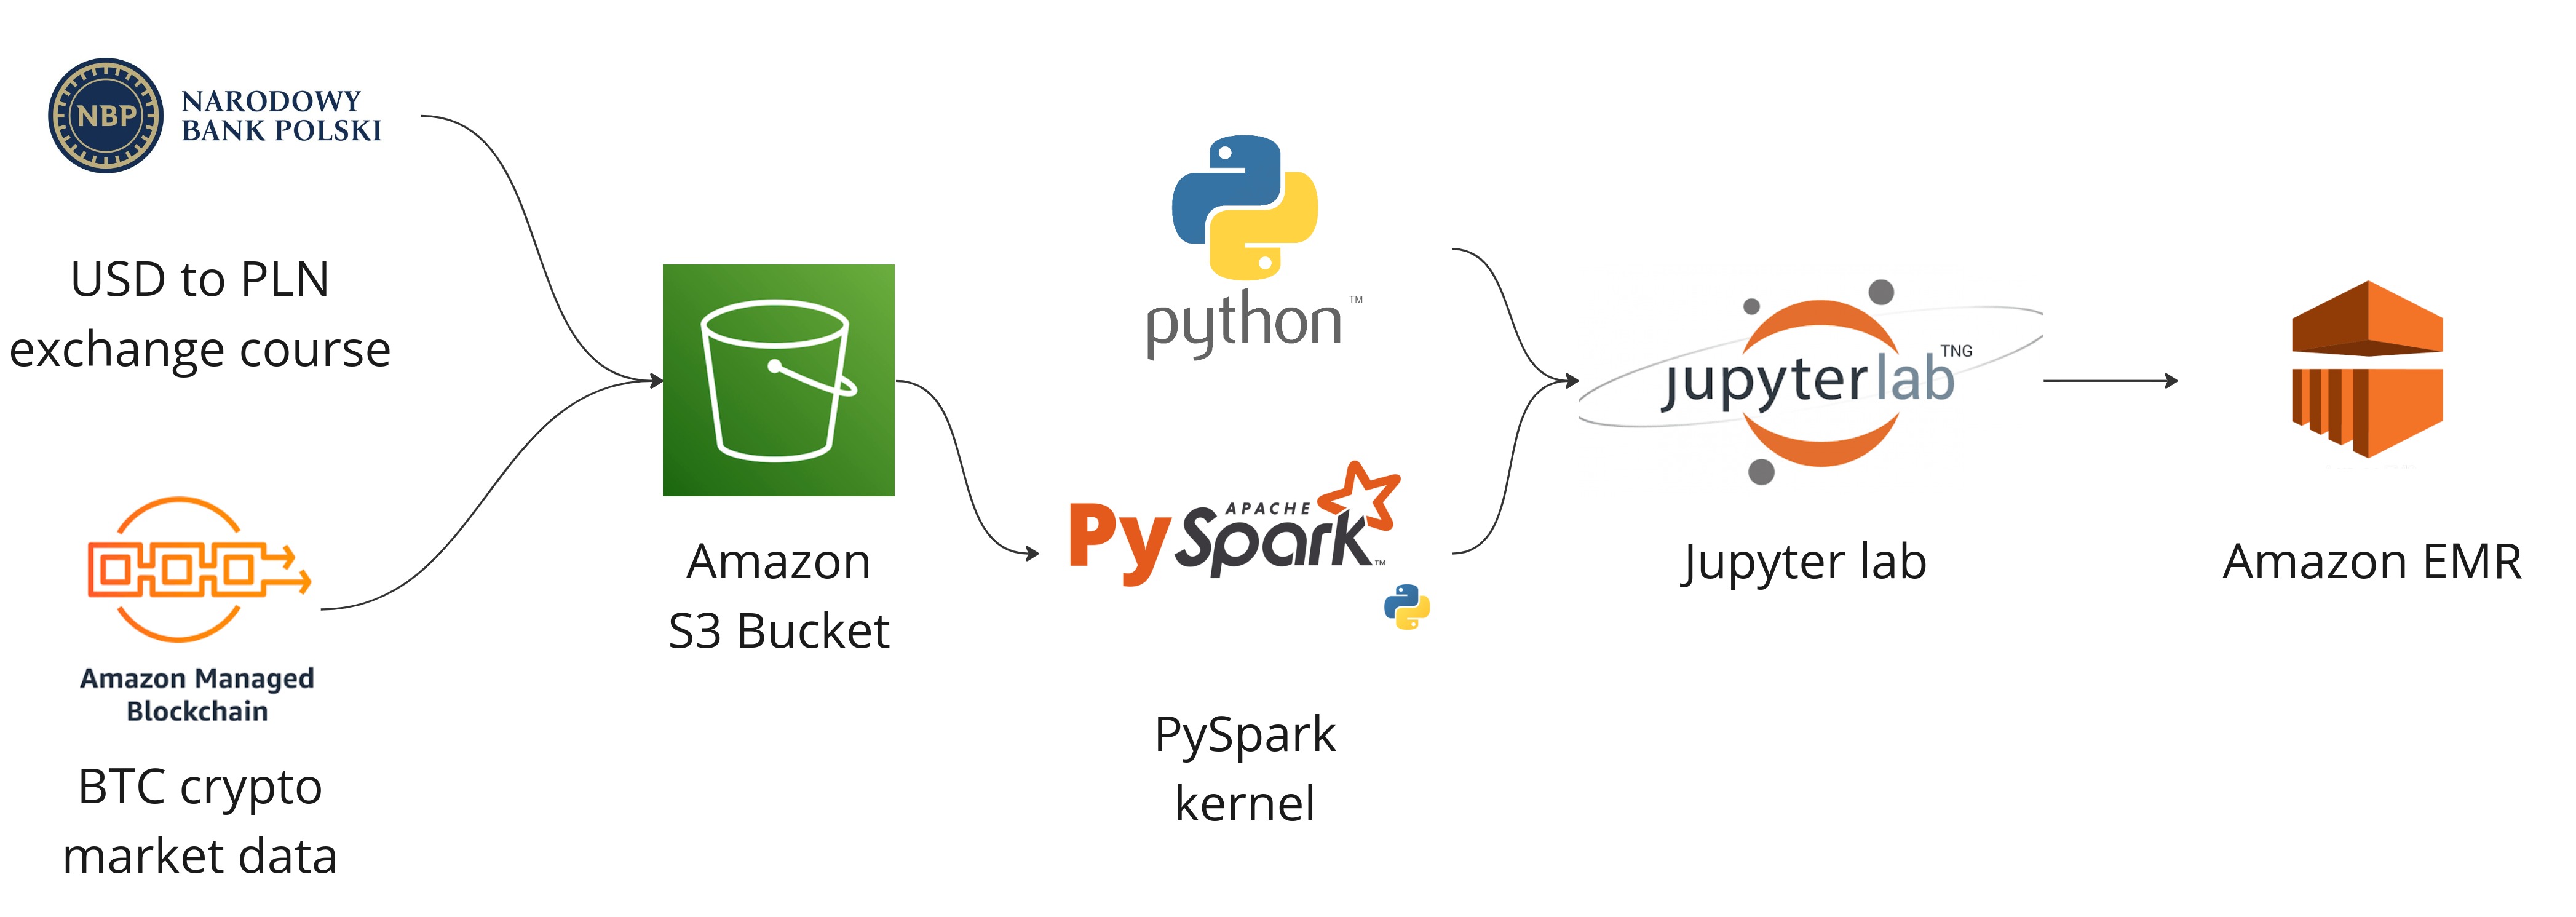 NBP
NARODOWY
BANK POLSKI
USD to PLN
exchange course
Amazon Managed
Blockchain
BTC crypto
market data
Amazon
S3 Bucket
python™
APACHE
PySpark™
PySpark
kernel
jupyterlab TNG
Jupyter lab
Amazon EMR